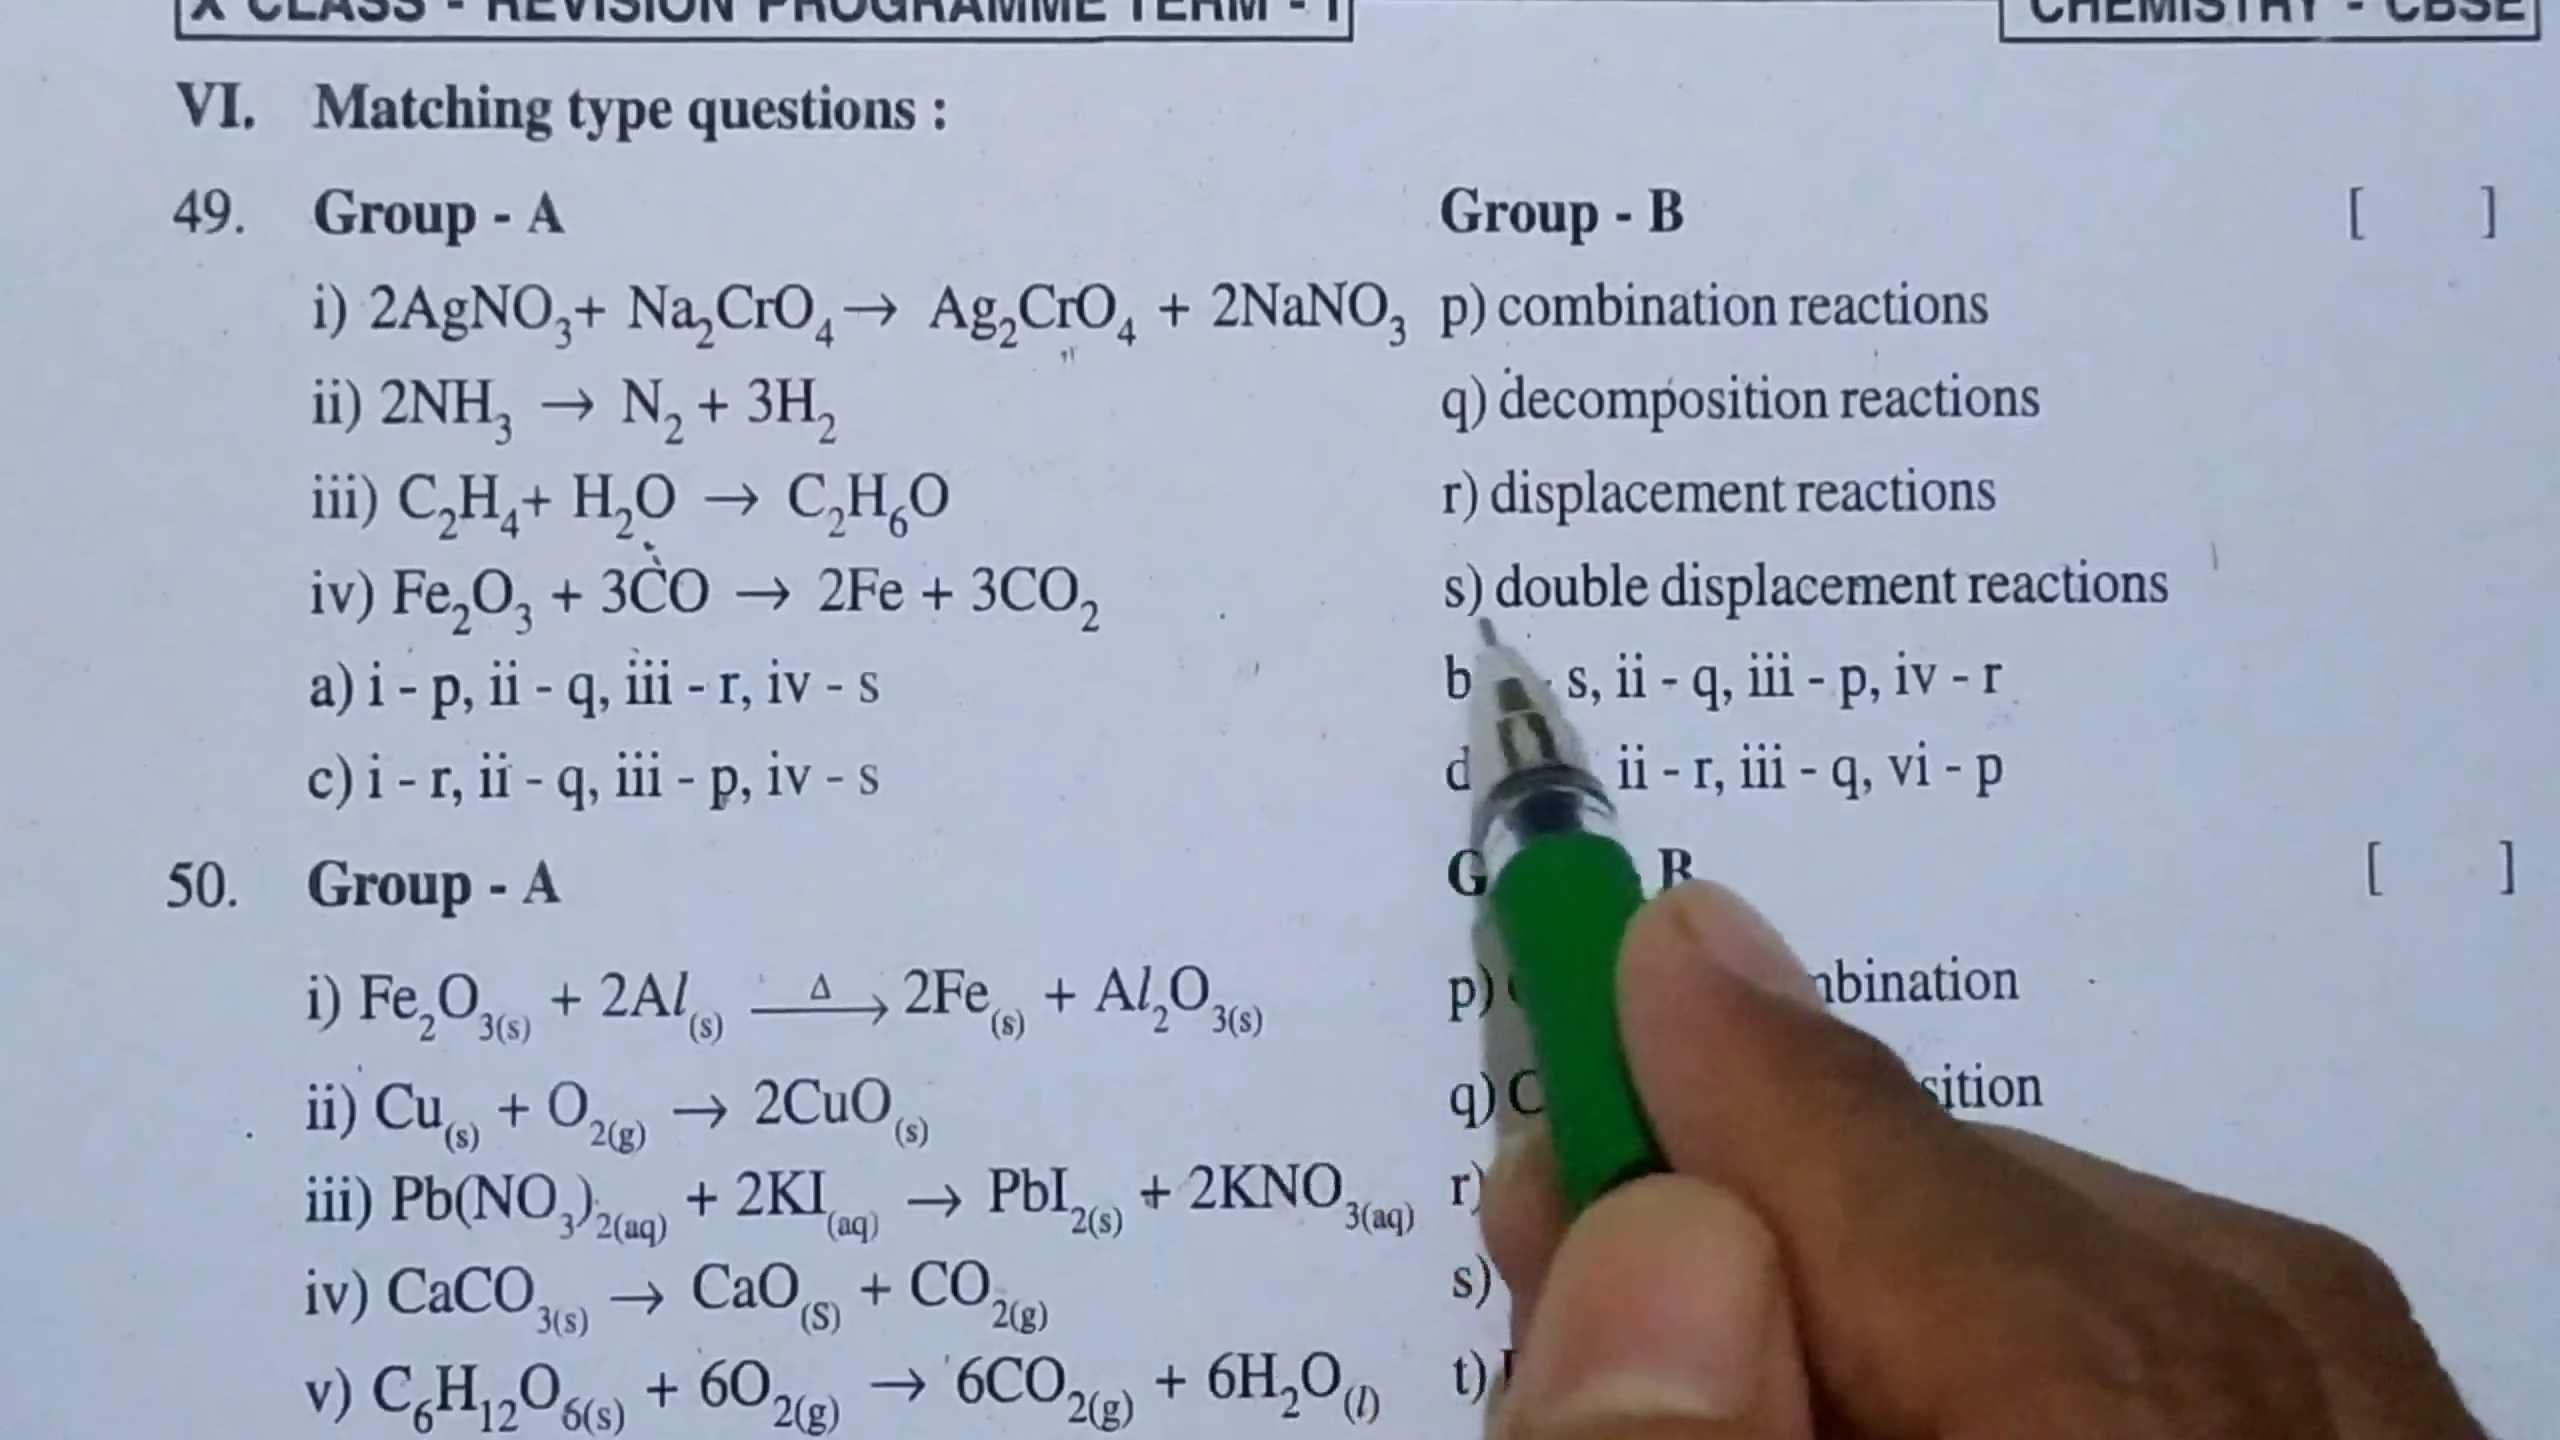 X CLASS - REVISION PROGRAMME TERM - I
CHEMISTRY - CBSE
VI. Matching type questions :
49. Group - A Group - B [ ]
i) 2AgNO₃+ Na₂CrO₄→ Ag₂CrO₄ + 2NaNO₃ p) combination reactions
ii) 2NH₃ → N₂ + 3H₂ q) decomposition reactions
iii) C₂H₄+ H₂O → C₂H₆O r) displacement reactions
iv) Fe₂O₃ + 3CO → 2Fe + 3CO₂ s) double displacement reactions
a) i - p, ii - q, iii - r, iv - s b - s, ii - q, iii - p, iv - r
c) i - r, ii - q, iii - p, iv - s d ii - r, iii - q, vi - p
50. Group - A G B [ ]
i) Fe₂O₃(s) + 2Al(s) —Δ→ 2Fe(s) + Al₂O₃(s) p)
ii) Cu(s) + O₂(g) → 2CuO(s) q)
iii) Pb(NO₃)₂(aq) + 2KI(aq) → PbI₂(s) + 2KNO₃(aq) r)
iv) CaCO₃(s) → CaO(S) + CO₂(g) s)
v) C₆H₁₂O₆(s) + 6O₂(g) → 6CO₂(g) + 6H₂O(l) t)